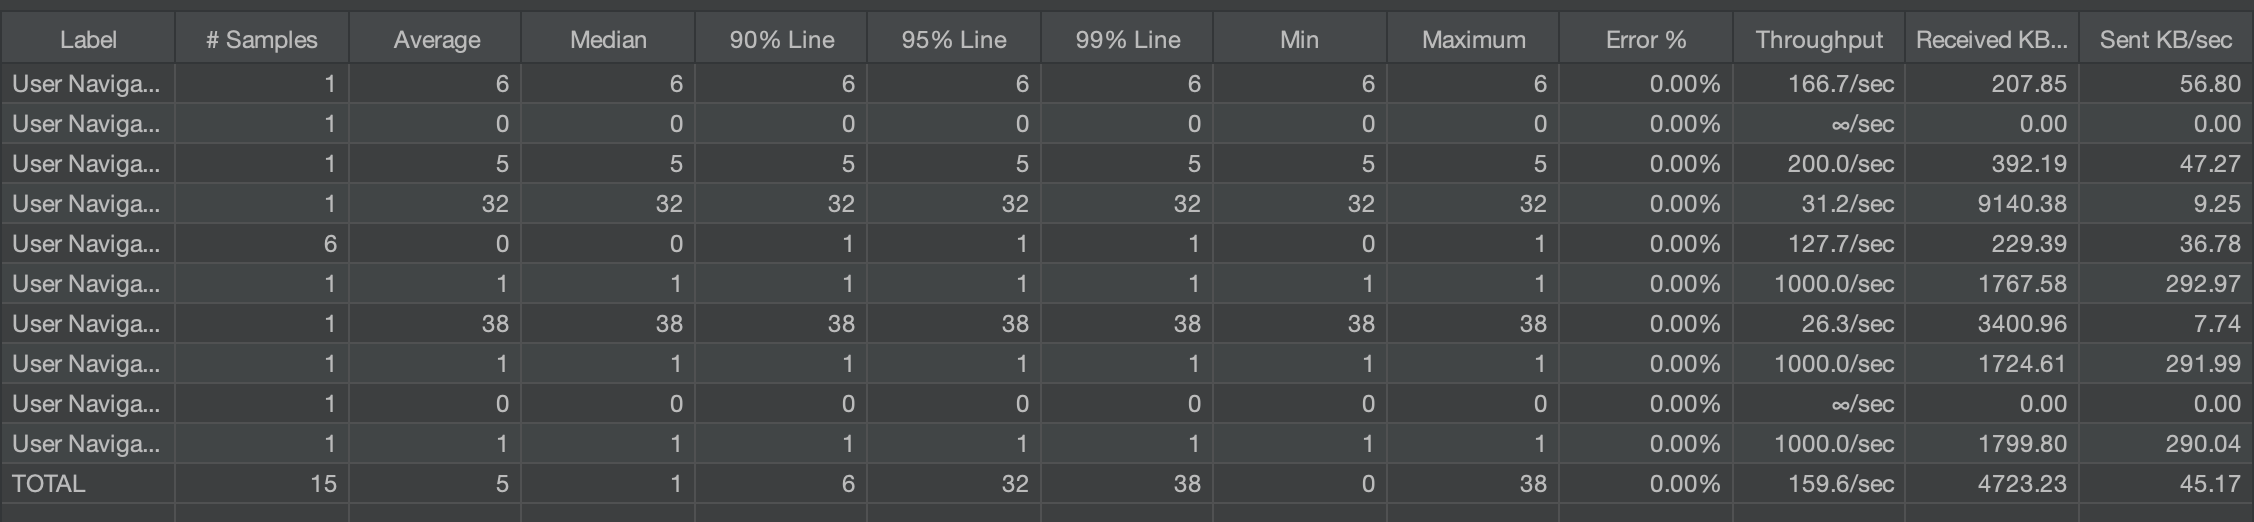 Label # Samples Average Median 90% Line 95% Line 99% Line Min Maximum Error % Throughput Received KB... Sent KB/sec
User Naviga... 1 6 6 6 6 6 6 6 0.00% 166.7/sec 207.85 56.80
User Naviga... 1 0 0 0 0 0 0 0 0.00% ∞/sec 0.00 0.00
User Naviga... 1 5 5 5 5 5 5 5 0.00% 200.0/sec 392.19 47.27
User Naviga... 1 32 32 32 32 32 32 32 0.00% 31.2/sec 9140.38 9.25
User Naviga... 6 0 0 1 1 1 0 1 0.00% 127.7/sec 229.39 36.78
User Naviga... 1 1 1 1 1 1 1 1 0.00% 1000.0/sec 1767.58 292.97
User Naviga... 1 38 38 38 38 38 38 38 0.00% 26.3/sec 3400.96 7.74
User Naviga... 1 1 1 1 1 1 1 1 0.00% 1000.0/sec 1724.61 291.99
User Naviga... 1 0 0 0 0 0 0 0 0.00% ∞/sec 0.00 0.00
User Naviga... 1 1 1 1 1 1 1 1 0.00% 1000.0/sec 1799.80 290.04
TOTAL 15 5 1 6 32 38 0 38 0.00% 159.6/sec 4723.23 45.17